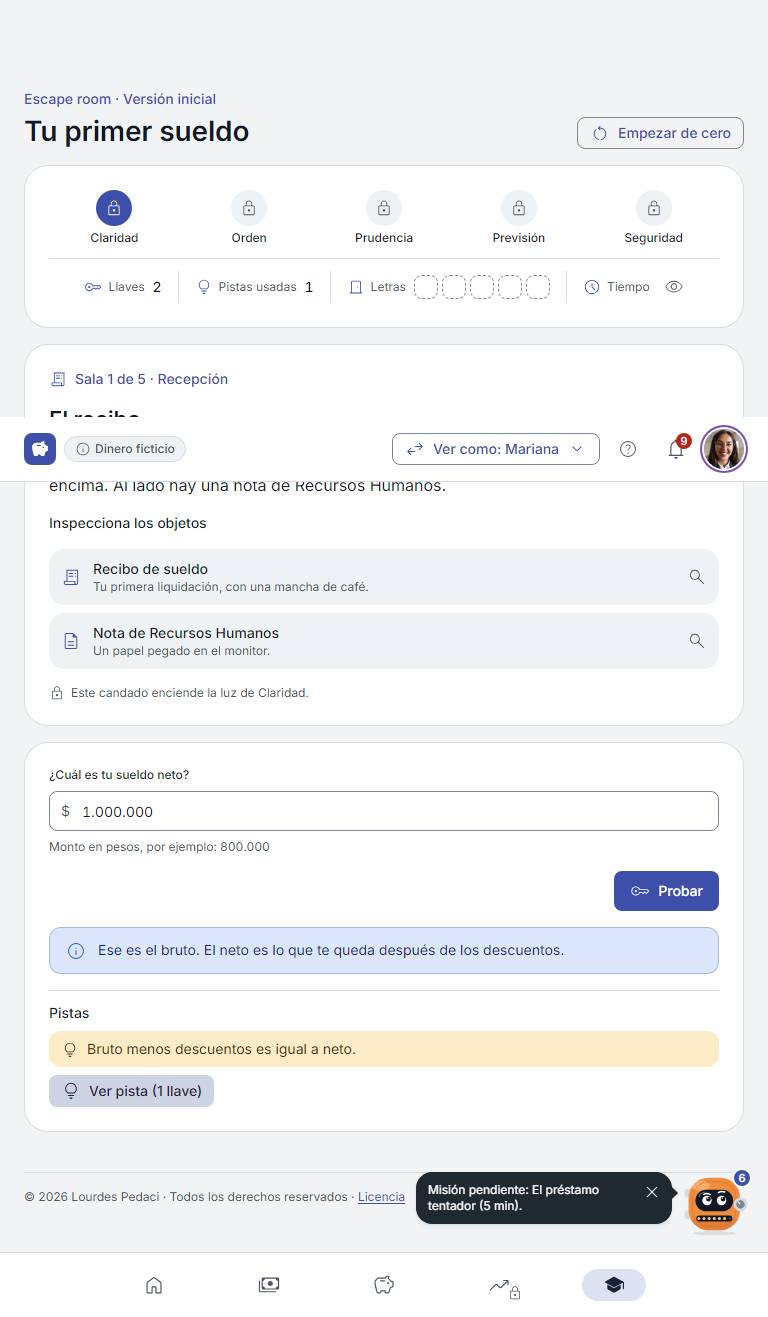 Escape room · Versión inicial
Tu primer sueldo
Empezar de cero
Claridad
Orden
Prudencia
Previsión
Seguridad
Llaves 2
Pistas usadas 1
Letras
Tiempo
Sala 1 de 5 · Recepción
El recibo
Dinero ficticio
Ver como: Mariana
9
encima. Al lado hay una nota de Recursos Humanos.
Inspecciona los objetos
Recibo de sueldo
Tu primera liquidación, con una mancha de café.
Nota de Recursos Humanos
Un papel pegado en el monitor.
Este candado enciende la luz de Claridad.
¿Cuál es tu sueldo neto?
$ 1.000.000
Monto en pesos, por ejemplo: 800.000
Probar
Ese es el bruto. El neto es lo que te queda después de los descuentos.
Pistas
Bruto menos descuentos es igual a neto.
Ver pista (1 llave)
© 2026 Lourdes Pedaci · Todos los derechos reservados · Licencia
Misión pendiente: El préstamo
tentador (5 min).
6